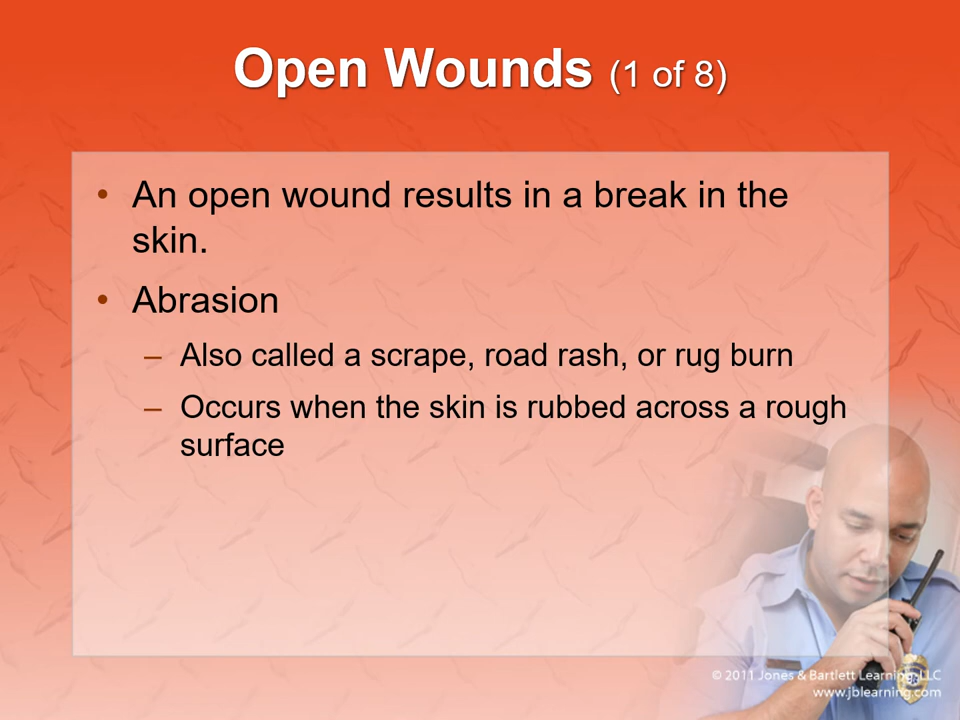 Open Wounds (1 of 8)
• An open wound results in a break in the
skin.
• Abrasion
– Also called a scrape, road rash, or rug burn
– Occurs when the skin is rubbed across a rough
surface
© 2011 Jones & Bartlett Learning, LLC
www.jblearning.com